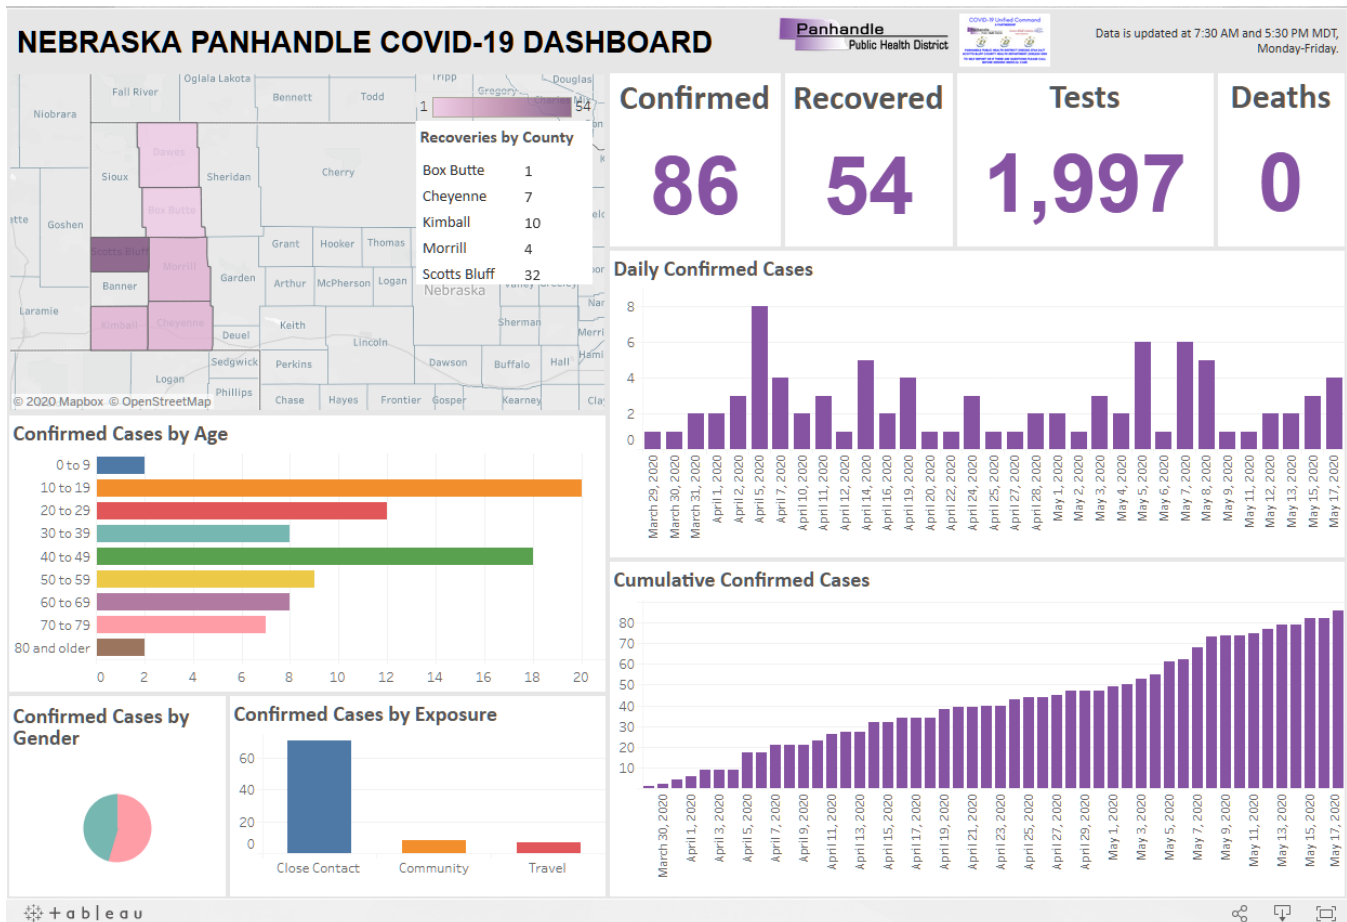 NEBRASKA PANHANDLE COVID-19 DASHBOARD
Panhandle
Public Health District
COVID-19 Unified Command
Data is updated at 7:30 AM and 5:30 PM MDT,
Monday-Friday.
Fall River
Oglala Lakota
Bennett
Todd
Tripp
Gregory
Douglas
Charles Mix
Niobrara
1
54
Recoveries by County
Box Butte 1
Cheyenne 7
Kimball 10
Morrill 4
Scotts Bluff 32
Dawes
Sioux
Sheridan
Cherry
Box Butte
Goshen
Scotts Bluff
Morrill
Grant
Hooker
Thomas
Banner
Garden
Arthur
McPherson
Logan
Nebraska
Valley
Greeley
Laramie
Kimball
Cheyenne
Deuel
Keith
Lincoln
Sherman
Sedgwick
Perkins
Dawson
Buffalo
Hall
Logan
Phillips
Chase
Hayes
Frontier
Gosper
Kearney
© 2020 Mapbox © OpenStreetMap
Confirmed
86
Recovered
54
Tests
1,997
Deaths
0
Daily Confirmed Cases
8
6
4
2
0
March 29, 2020
March 30, 2020
March 31, 2020
April 1, 2020
April 2, 2020
April 5, 2020
April 7, 2020
April 10, 2020
April 11, 2020
April 12, 2020
April 14, 2020
April 16, 2020
April 19, 2020
April 20, 2020
April 22, 2020
April 24, 2020
April 25, 2020
April 27, 2020
April 28, 2020
May 1, 2020
May 2, 2020
May 3, 2020
May 4, 2020
May 5, 2020
May 6, 2020
May 7, 2020
May 8, 2020
May 9, 2020
May 11, 2020
May 12, 2020
May 13, 2020
May 15, 2020
May 17, 2020
Confirmed Cases by Age
0 to 9
10 to 19
20 to 29
30 to 39
40 to 49
50 to 59
60 to 69
70 to 79
80 and older
0 2 4 6 8 10 12 14 16 18 20
Cumulative Confirmed Cases
80
70
60
50
40
30
20
10
March 30, 2020
April 1, 2020
April 3, 2020
April 5, 2020
April 7, 2020
April 9, 2020
April 11, 2020
April 13, 2020
April 15, 2020
April 17, 2020
April 19, 2020
April 21, 2020
April 23, 2020
April 25, 2020
April 27, 2020
April 29, 2020
May 1, 2020
May 3, 2020
May 5, 2020
May 7, 2020
May 9, 2020
May 11, 2020
May 13, 2020
May 15, 2020
May 17, 2020
Confirmed Cases by
Gender
Confirmed Cases by Exposure
60
40
20
0
Close Contact
Community
Travel
+ a b | e a u